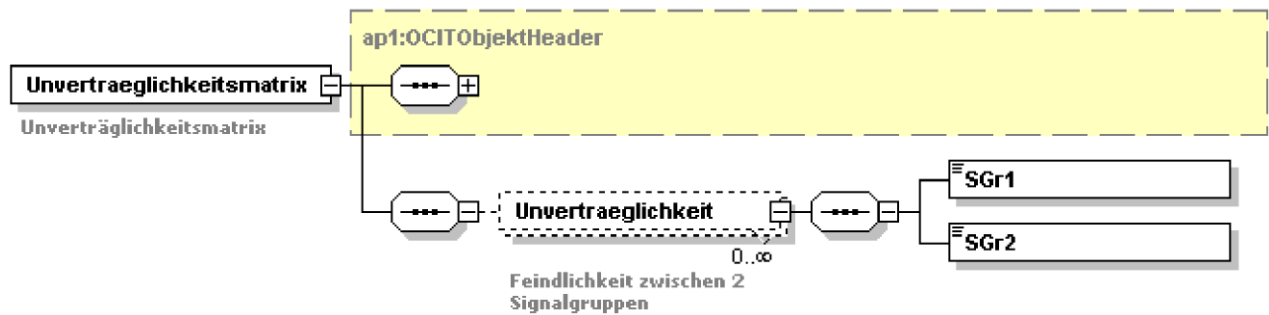 ap1:OCITObjektHeader
Unvertraeglichkeitsmatrix
Unverträglichkeitsmatrix
SGr1
Unvertraeglichkeit
SGr2
0..∞
Feindlichkeit zwischen 2
Signalgruppen